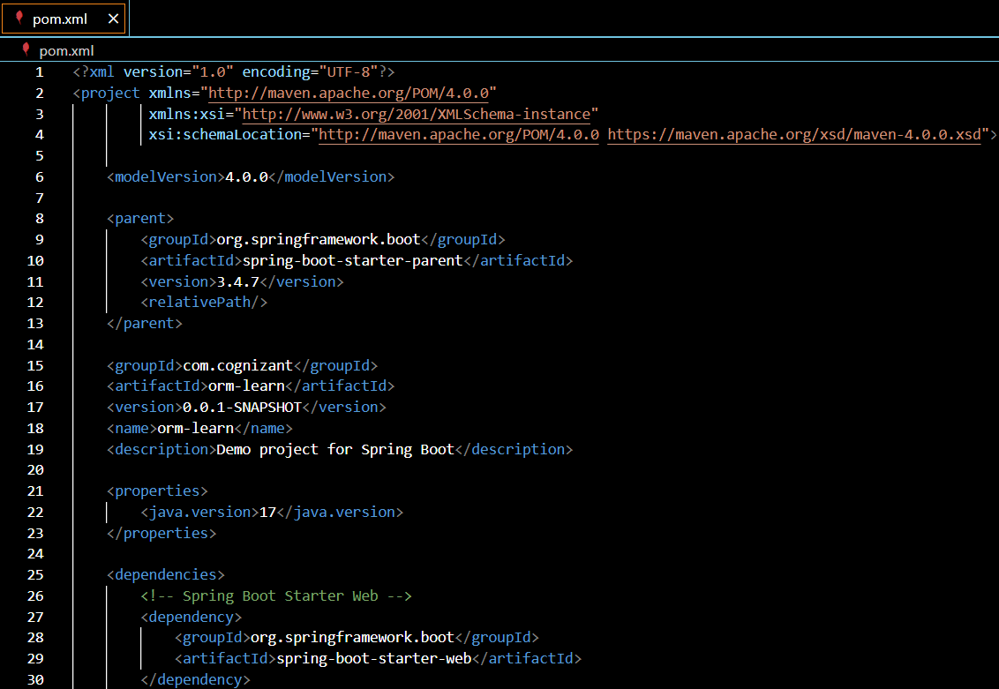 pom.xml ×
pom.xml
1 <?xml version="1.0" encoding="UTF-8"?>
2 <project xmlns="http://maven.apache.org/POM/4.0.0"
3 xmlns:xsi="http://www.w3.org/2001/XMLSchema-instance"
4 xsi:schemaLocation="http://maven.apache.org/POM/4.0.0 https://maven.apache.org/xsd/maven-4.0.0.xsd">
5
6 <modelVersion>4.0.0</modelVersion>
7
8 <parent>
9 <groupId>org.springframework.boot</groupId>
10 <artifactId>spring-boot-starter-parent</artifactId>
11 <version>3.4.7</version>
12 <relativePath/>
13 </parent>
14
15 <groupId>com.cognizant</groupId>
16 <artifactId>orm-learn</artifactId>
17 <version>0.0.1-SNAPSHOT</version>
18 <name>orm-learn</name>
19 <description>Demo project for Spring Boot</description>
20
21 <properties>
22 <java.version>17</java.version>
23 </properties>
24
25 <dependencies>
26 <!-- Spring Boot Starter Web -->
27 <dependency>
28 <groupId>org.springframework.boot</groupId>
29 <artifactId>spring-boot-starter-web</artifactId>
30 </dependency>